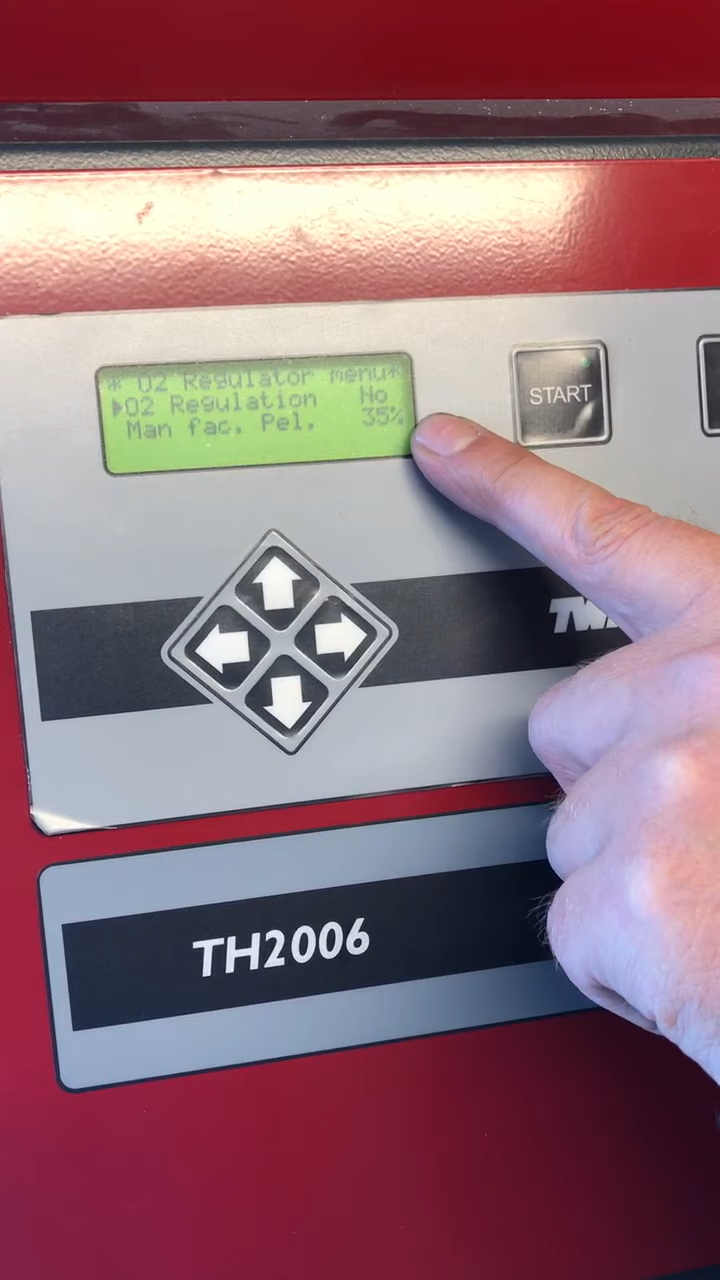 * O2 Regulator menu*
▶O2 Regulation No
Man fac. Pel. 35%
START
TH2006